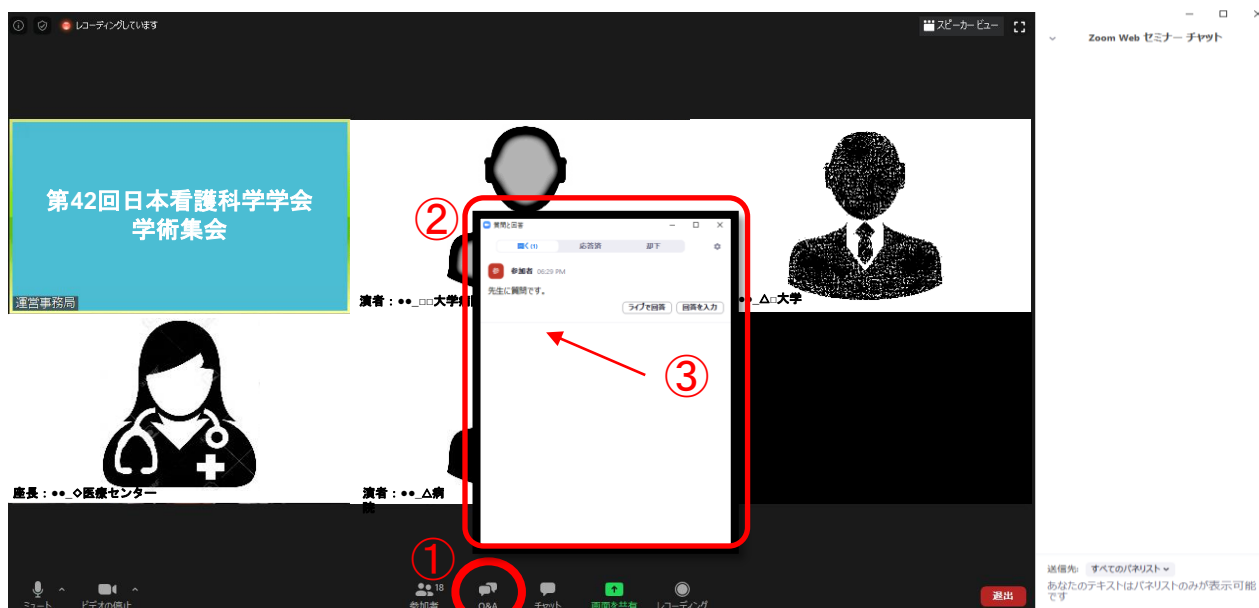 レコーディングしています
スピーカービュー
Zoom Web セミナー チャット
第42回日本看護科学学会
学術集会
運営事務局
②
質問と回答
開く(1)
応答済
却下
参加者 06:29 PM
先生に質問です。
ライブで回答
回答を入力
演者:●●_□□大学病
●_△□大学
③
座長:●●_◇医療センター
演者:●●_△病
院
①
18
ミュート
ビデオの停止
参加者
Q&A
チャット
画面を共有
レコーディング
退出
送信先: すべてのパネリスト
あなたのテキストはパネリストのみが表示可能
です